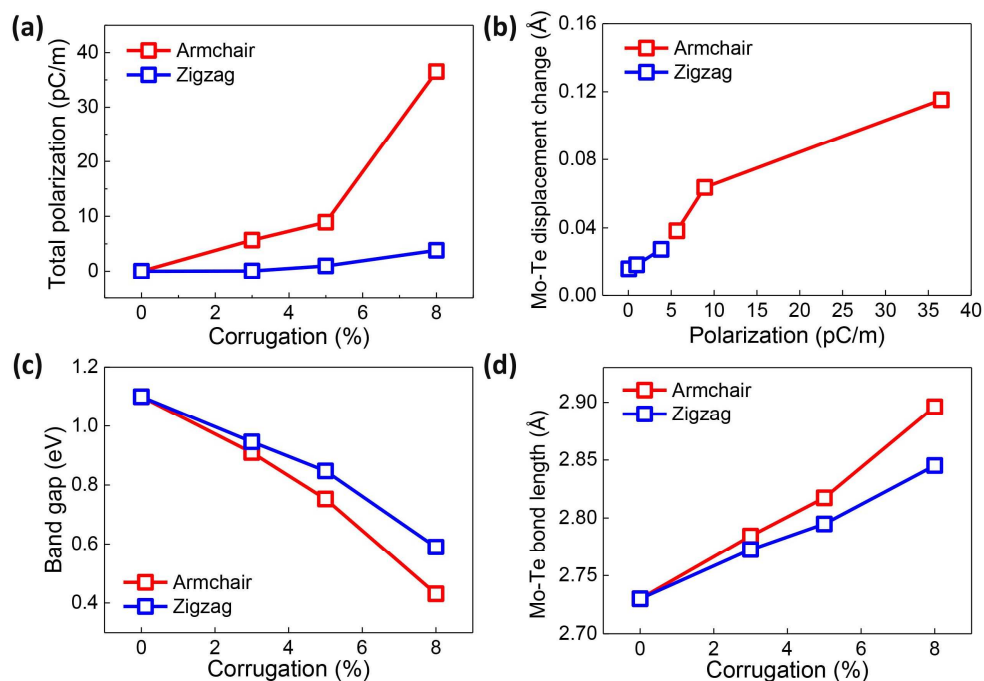 (a)
Armchair
Zigzag
40
30
20
10
0
Total polarization (pC/m)
0 2 4 6 8
Corrugation (%)
(b)
Armchair
Zigzag
0.16
0.12
0.08
0.04
0.00
Mo-Te displacement change (Å)
0 5 10 15 20 25 30 35 40
Polarization (pC/m)
(c)
1.2
1.0
0.8
0.6
0.4
Band gap (eV)
Armchair
Zigzag
0 2 4 6 8
Corrugation (%)
(d)
Armchair
Zigzag
2.90
2.85
2.80
2.75
2.70
Mo-Te bond length (Å)
0 2 4 6 8
Corrugation (%)